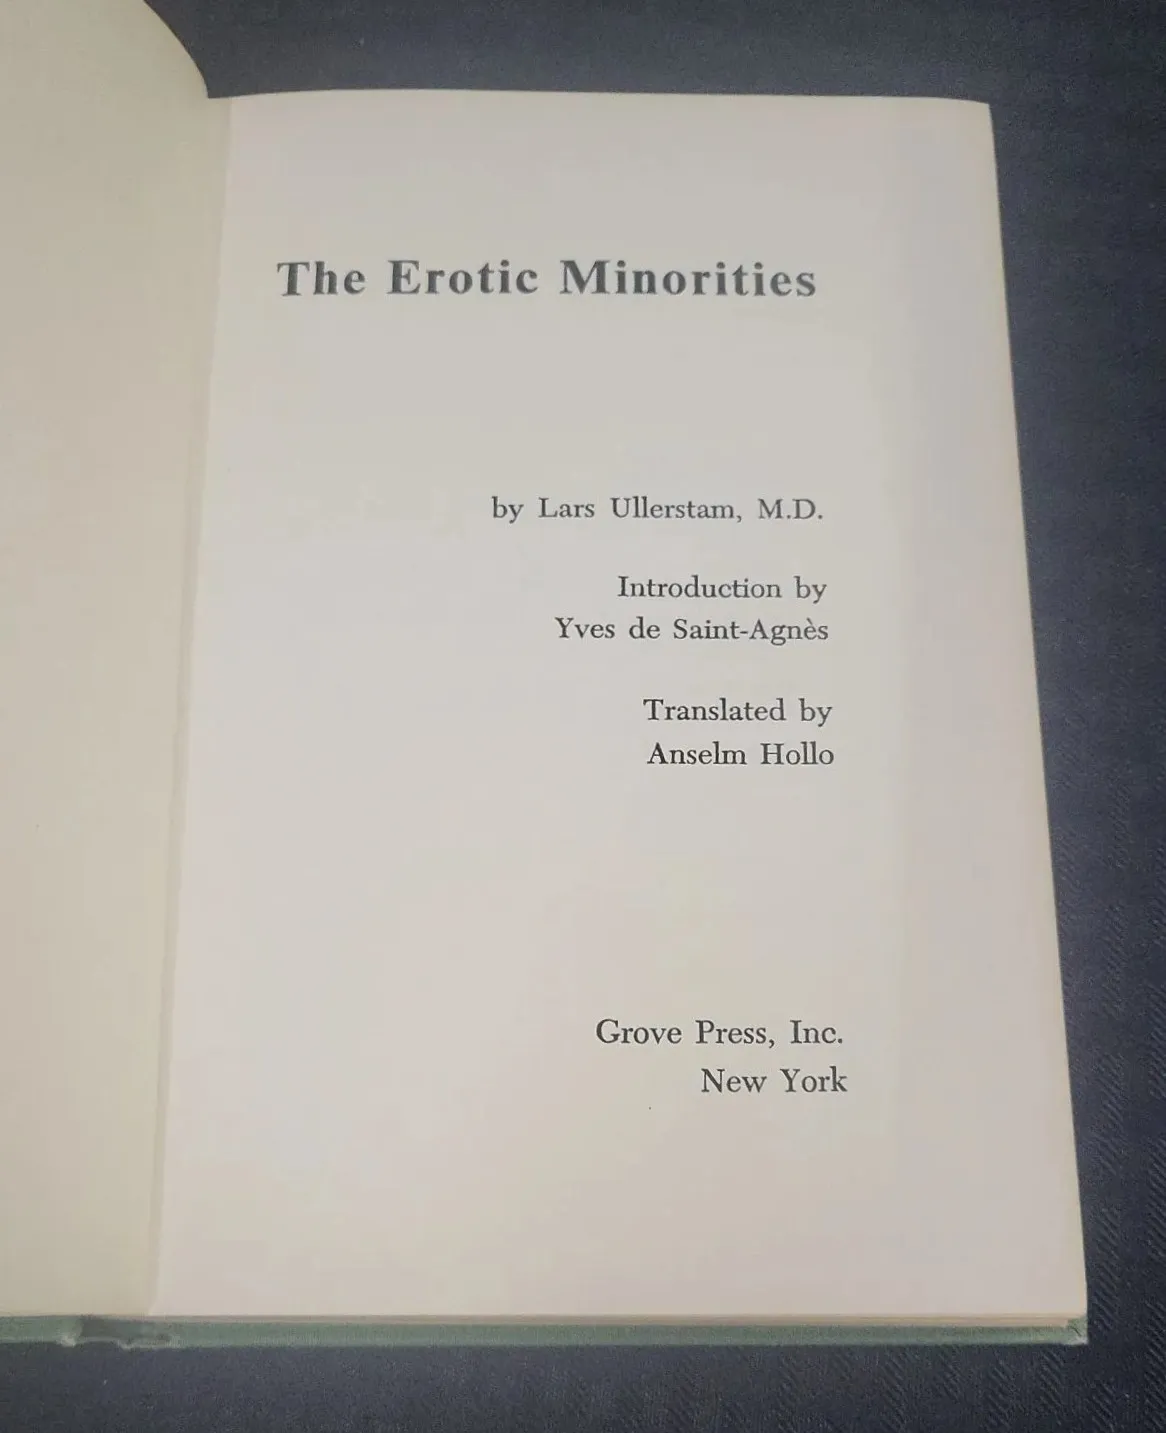 The Erotic Minorities
by Lars Ullerstam, M.D.
Introduction by
Yves de Saint-Agnès
Translated by
Anselm Hollo
Grove Press, Inc.
New York